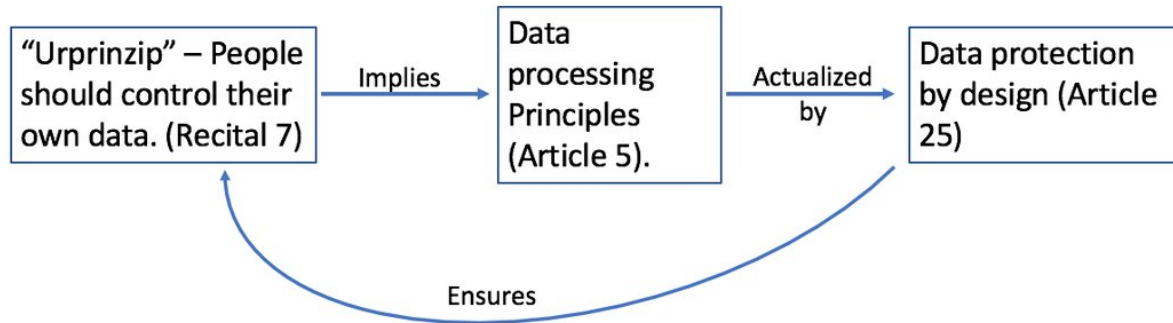 “Urprinzip” – People
should control their
own data. (Recital 7)
Implies
Data
processing
Principles
(Article 5).
Actualized
by
Data protection
by design (Article
25)
Ensures